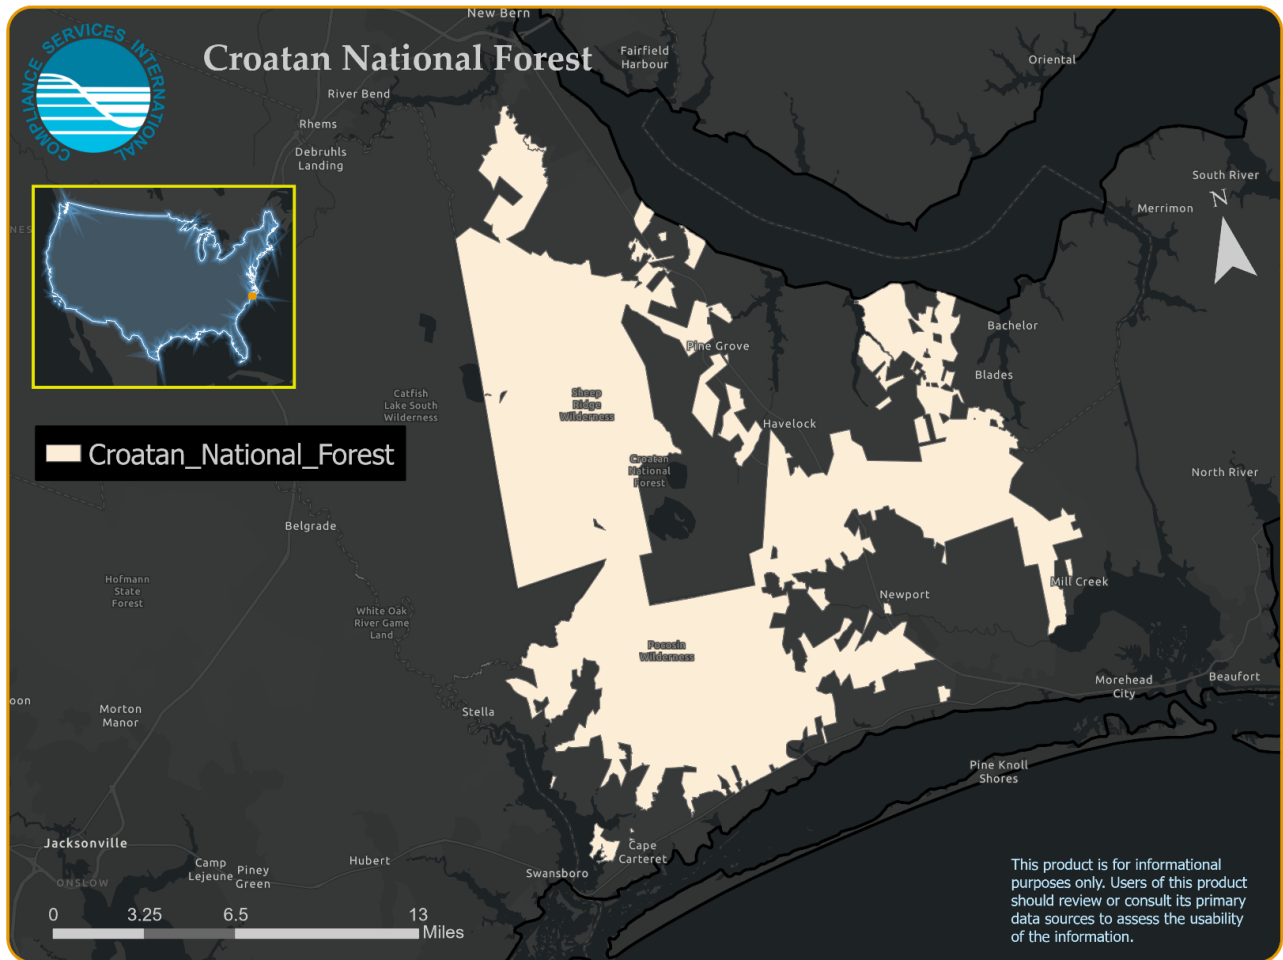 New Bern
COMPLIANCE SERVICES INTERNATIONAL
Croatan National Forest
Fairfield
Harbour
Oriental
River Bend
Rhems
Debruhls
Landing
South River
N
Merrimon
NES
Bachelor
Pine Grove
Blades
Catfish
Lake South
Wilderness
Sheep
Ridge
Wilderness
Havelock
Croatan_National_Forest
Croatan
National
Forest
North River
Belgrade
Hofmann
State
Forest
White Oak
River Game
Land
Newport
Mill Creek
Pocosin
Wilderness
Morehead
City
Beaufort
oon
Morton
Manor
Stella
Pine Knoll
Shores
Jacksonville
Camp
Lejeune
Piney
Green
Hubert
Cape
Carteret
Swansboro
ONSLOW
0 3.25 6.5 13
Miles
This product is for informational
purposes only. Users of this product
should review or consult its primary
data sources to assess the usability
of the information.